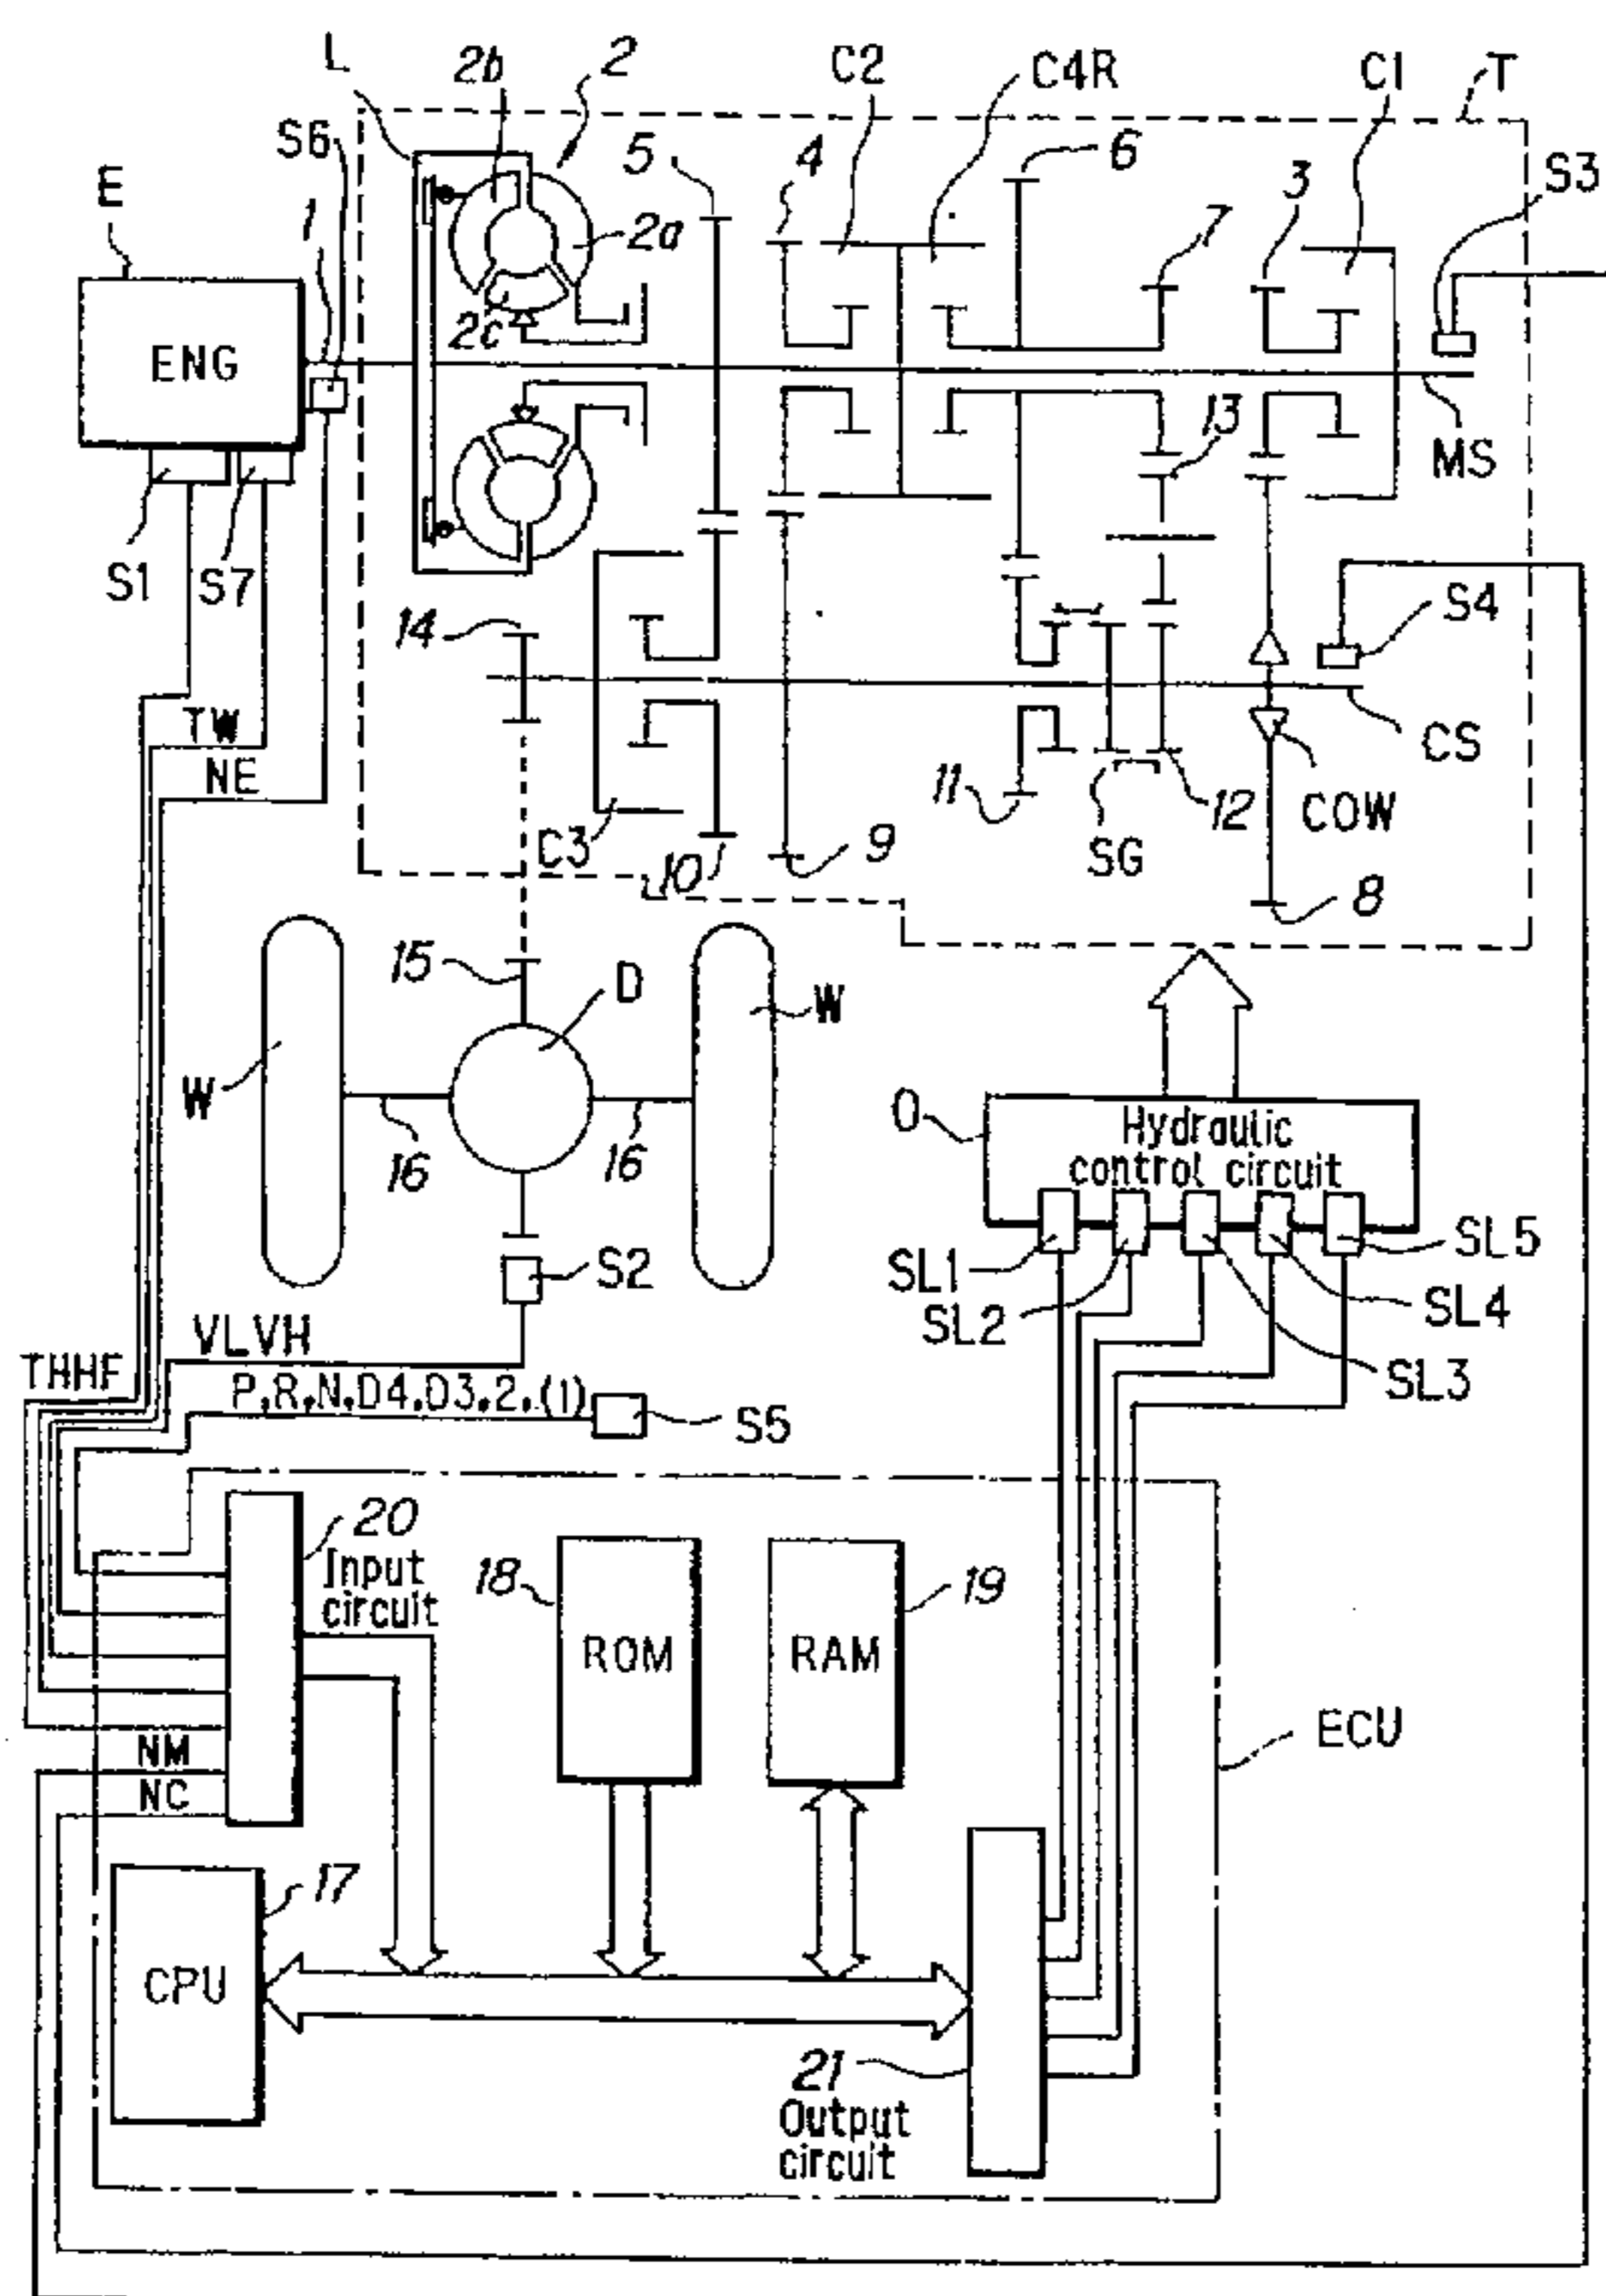 L
2b
2
C2
C4R
C1
T
S6
5
4
6
3
S3
E
1
2a
7
2c
ENG
13
MS
S1
S7
14
S4
TW
NE
CS
C3
10
9
11
SG
12
COW
8
15
D
W
W
16
16
O
Hydraulic
control circuit
S2
SL1
SL2
SL5
SL4
SL3
VLVH
THHF
P,R,N,D4,D3,2,(1)
S5
20
Input
circuit
18
19
ROM
RAM
ECU
NM
NC
17
CPU
21
Output
circuit